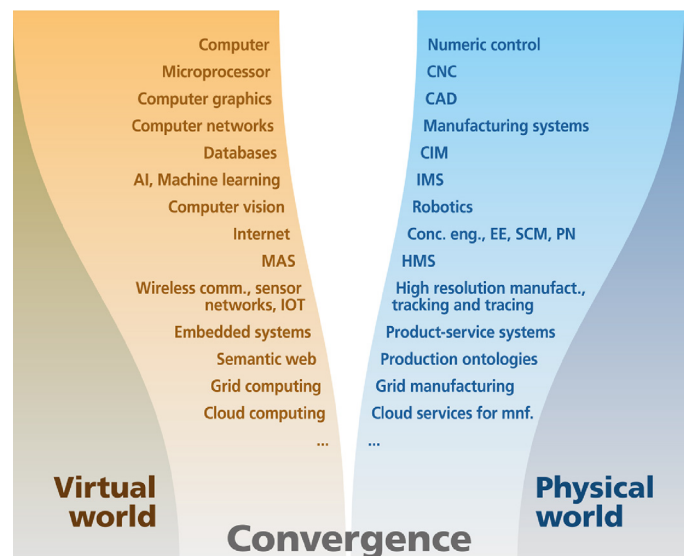 Computer
Numeric control
Microprocessor
CNC
Computer graphics
CAD
Computer networks
Manufacturing systems
Databases
CIM
AI, Machine learning
IMS
Computer vision
Robotics
Internet
Conc. eng., EE, SCM, PN
MAS
HMS
Wireless comm., sensor
networks, IOT
High resolution manufact.,
tracking and tracing
Embedded systems
Product-service systems
Semantic web
Production ontologies
Grid computing
Grid manufacturing
Cloud computing
Cloud services for mnf.
...
...
Virtual
world
Physical
world
Convergence